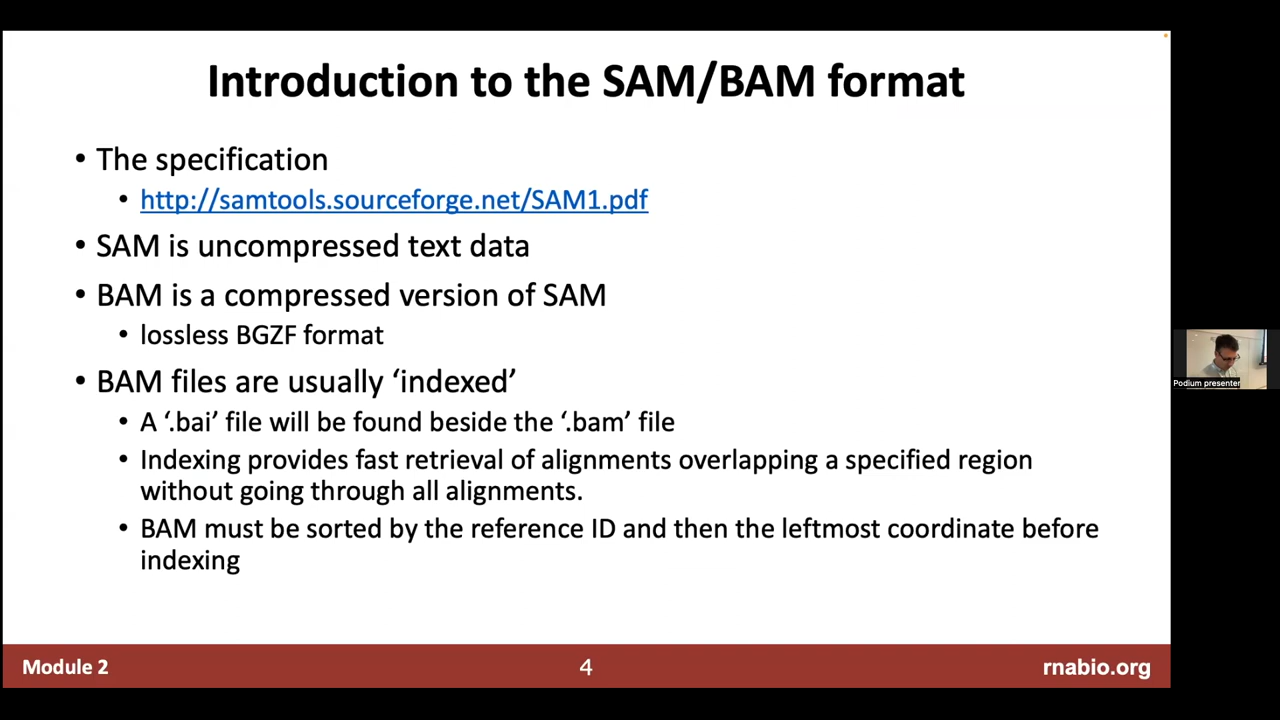 Introduction to the SAM/BAM format
• The specification
• http://samtools.sourceforge.net/SAM1.pdf
• SAM is uncompressed text data
• BAM is a compressed version of SAM
• lossless BGZF format
• BAM files are usually ‘indexed’
• A ‘.bai’ file will be found beside the ‘.bam’ file
• Indexing provides fast retrieval of alignments overlapping a specified region
without going through all alignments.
• BAM must be sorted by the reference ID and then the leftmost coordinate before
indexing
Podium presenter
Module 2
4
rnabio.org